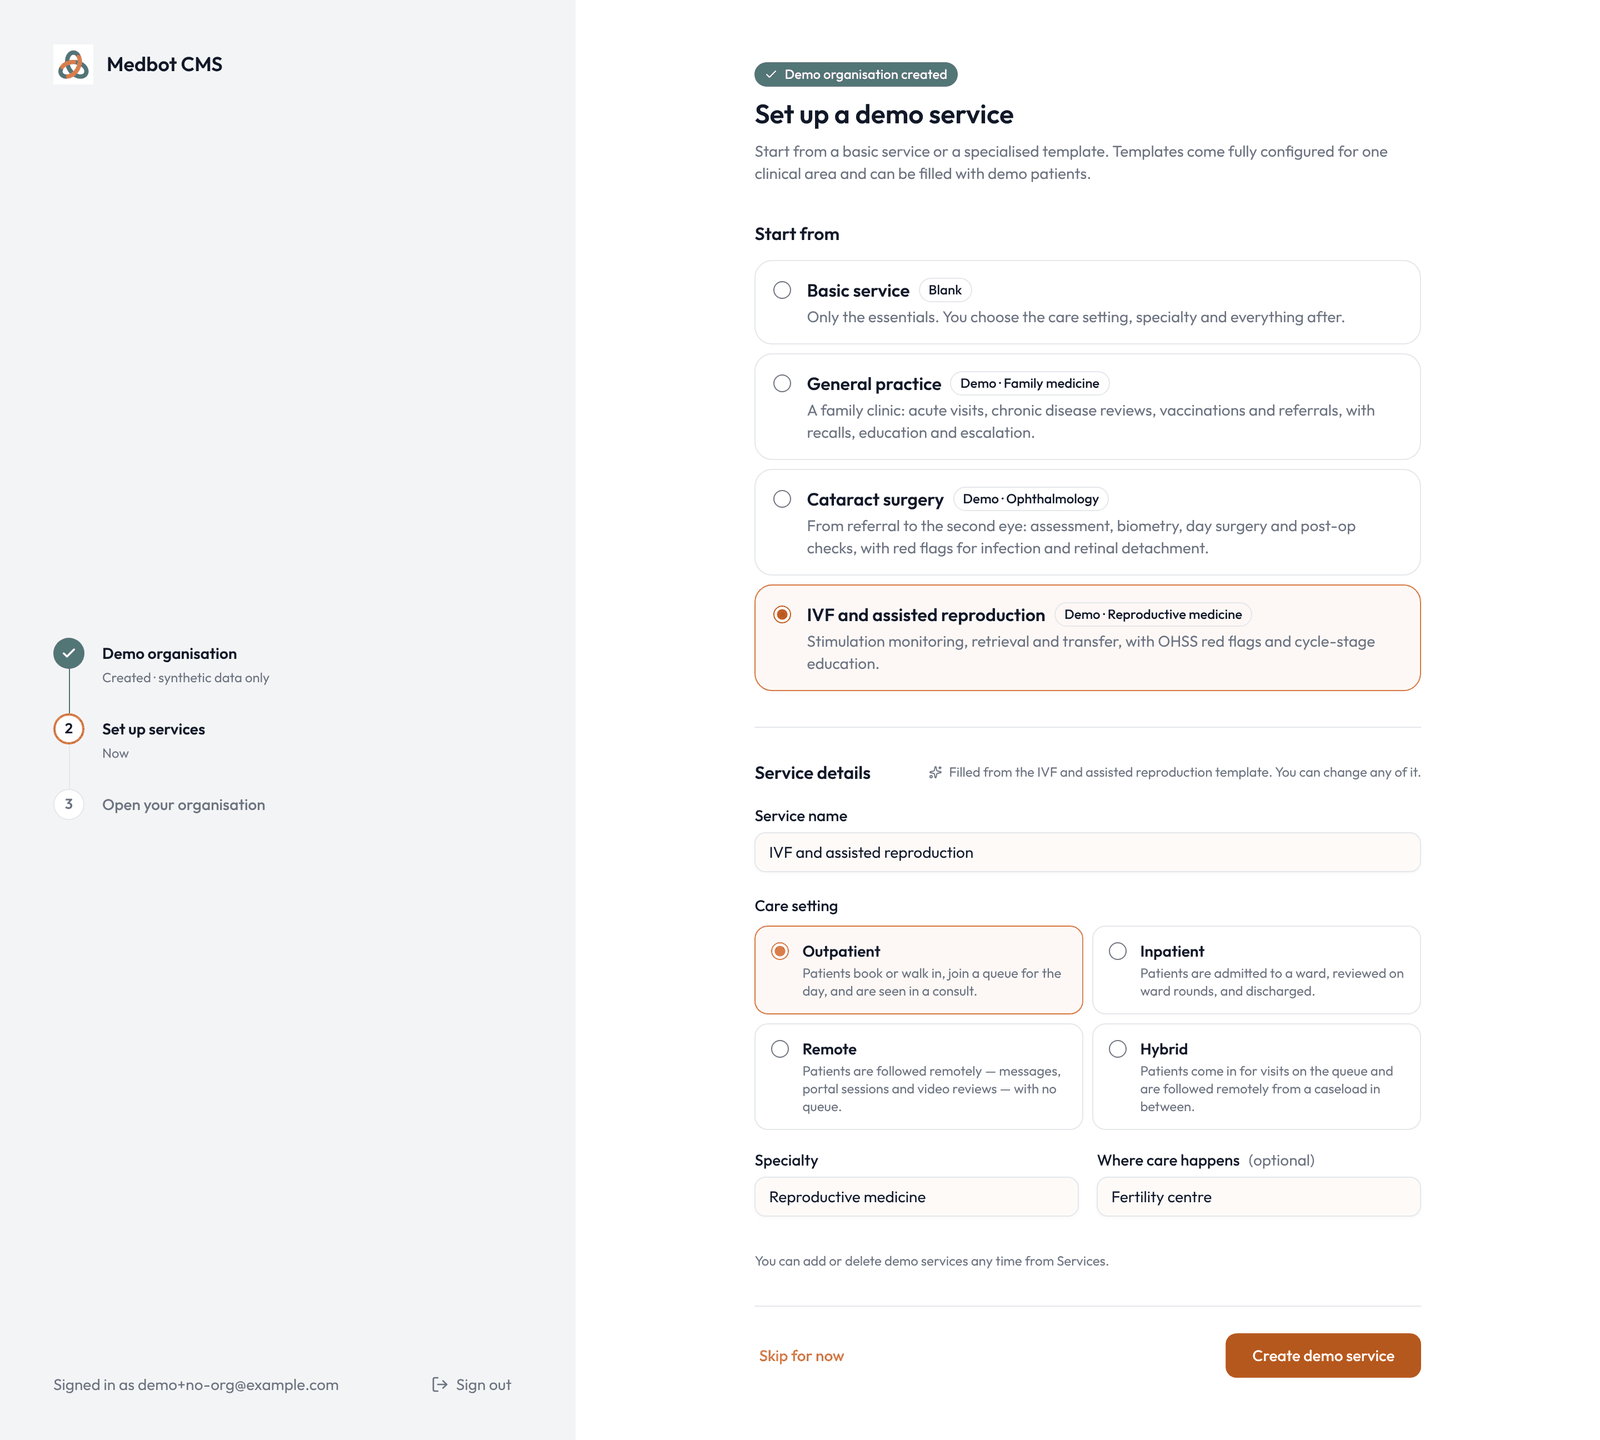 Medbot CMS
Demo organisation
Created · synthetic data only
2
Set up services
Now
3
Open your organisation
Signed in as demo+no-org@example.com
Sign out
Demo organisation created
Set up a demo service
Start from a basic service or a specialised template. Templates come fully configured for one
clinical area and can be filled with demo patients.
Start from
Basic service
Blank
Only the essentials. You choose the care setting, specialty and everything after.
General practice
Demo · Family medicine
A family clinic: acute visits, chronic disease reviews, vaccinations and referrals, with
recalls, education and escalation.
Cataract surgery
Demo · Ophthalmology
From referral to the second eye: assessment, biometry, day surgery and post-op
checks, with red flags for infection and retinal detachment.
IVF and assisted reproduction
Demo · Reproductive medicine
Stimulation monitoring, retrieval and transfer, with OHSS red flags and cycle-stage
education.
Service details
Filled from the IVF and assisted reproduction template. You can change any of it.
Service name
IVF and assisted reproduction
Care setting
Outpatient
Patients book or walk in, join a queue for the
day, and are seen in a consult.
Inpatient
Patients are admitted to a ward, reviewed on
ward rounds, and discharged.
Remote
Patients are followed remotely — messages,
portal sessions and video reviews — with no
queue.
Hybrid
Patients come in for visits on the queue and
are followed remotely from a caseload in
between.
Specialty
Reproductive medicine
Where care happens (optional)
Fertility centre
You can add or delete demo services any time from Services.
Skip for now
Create demo service